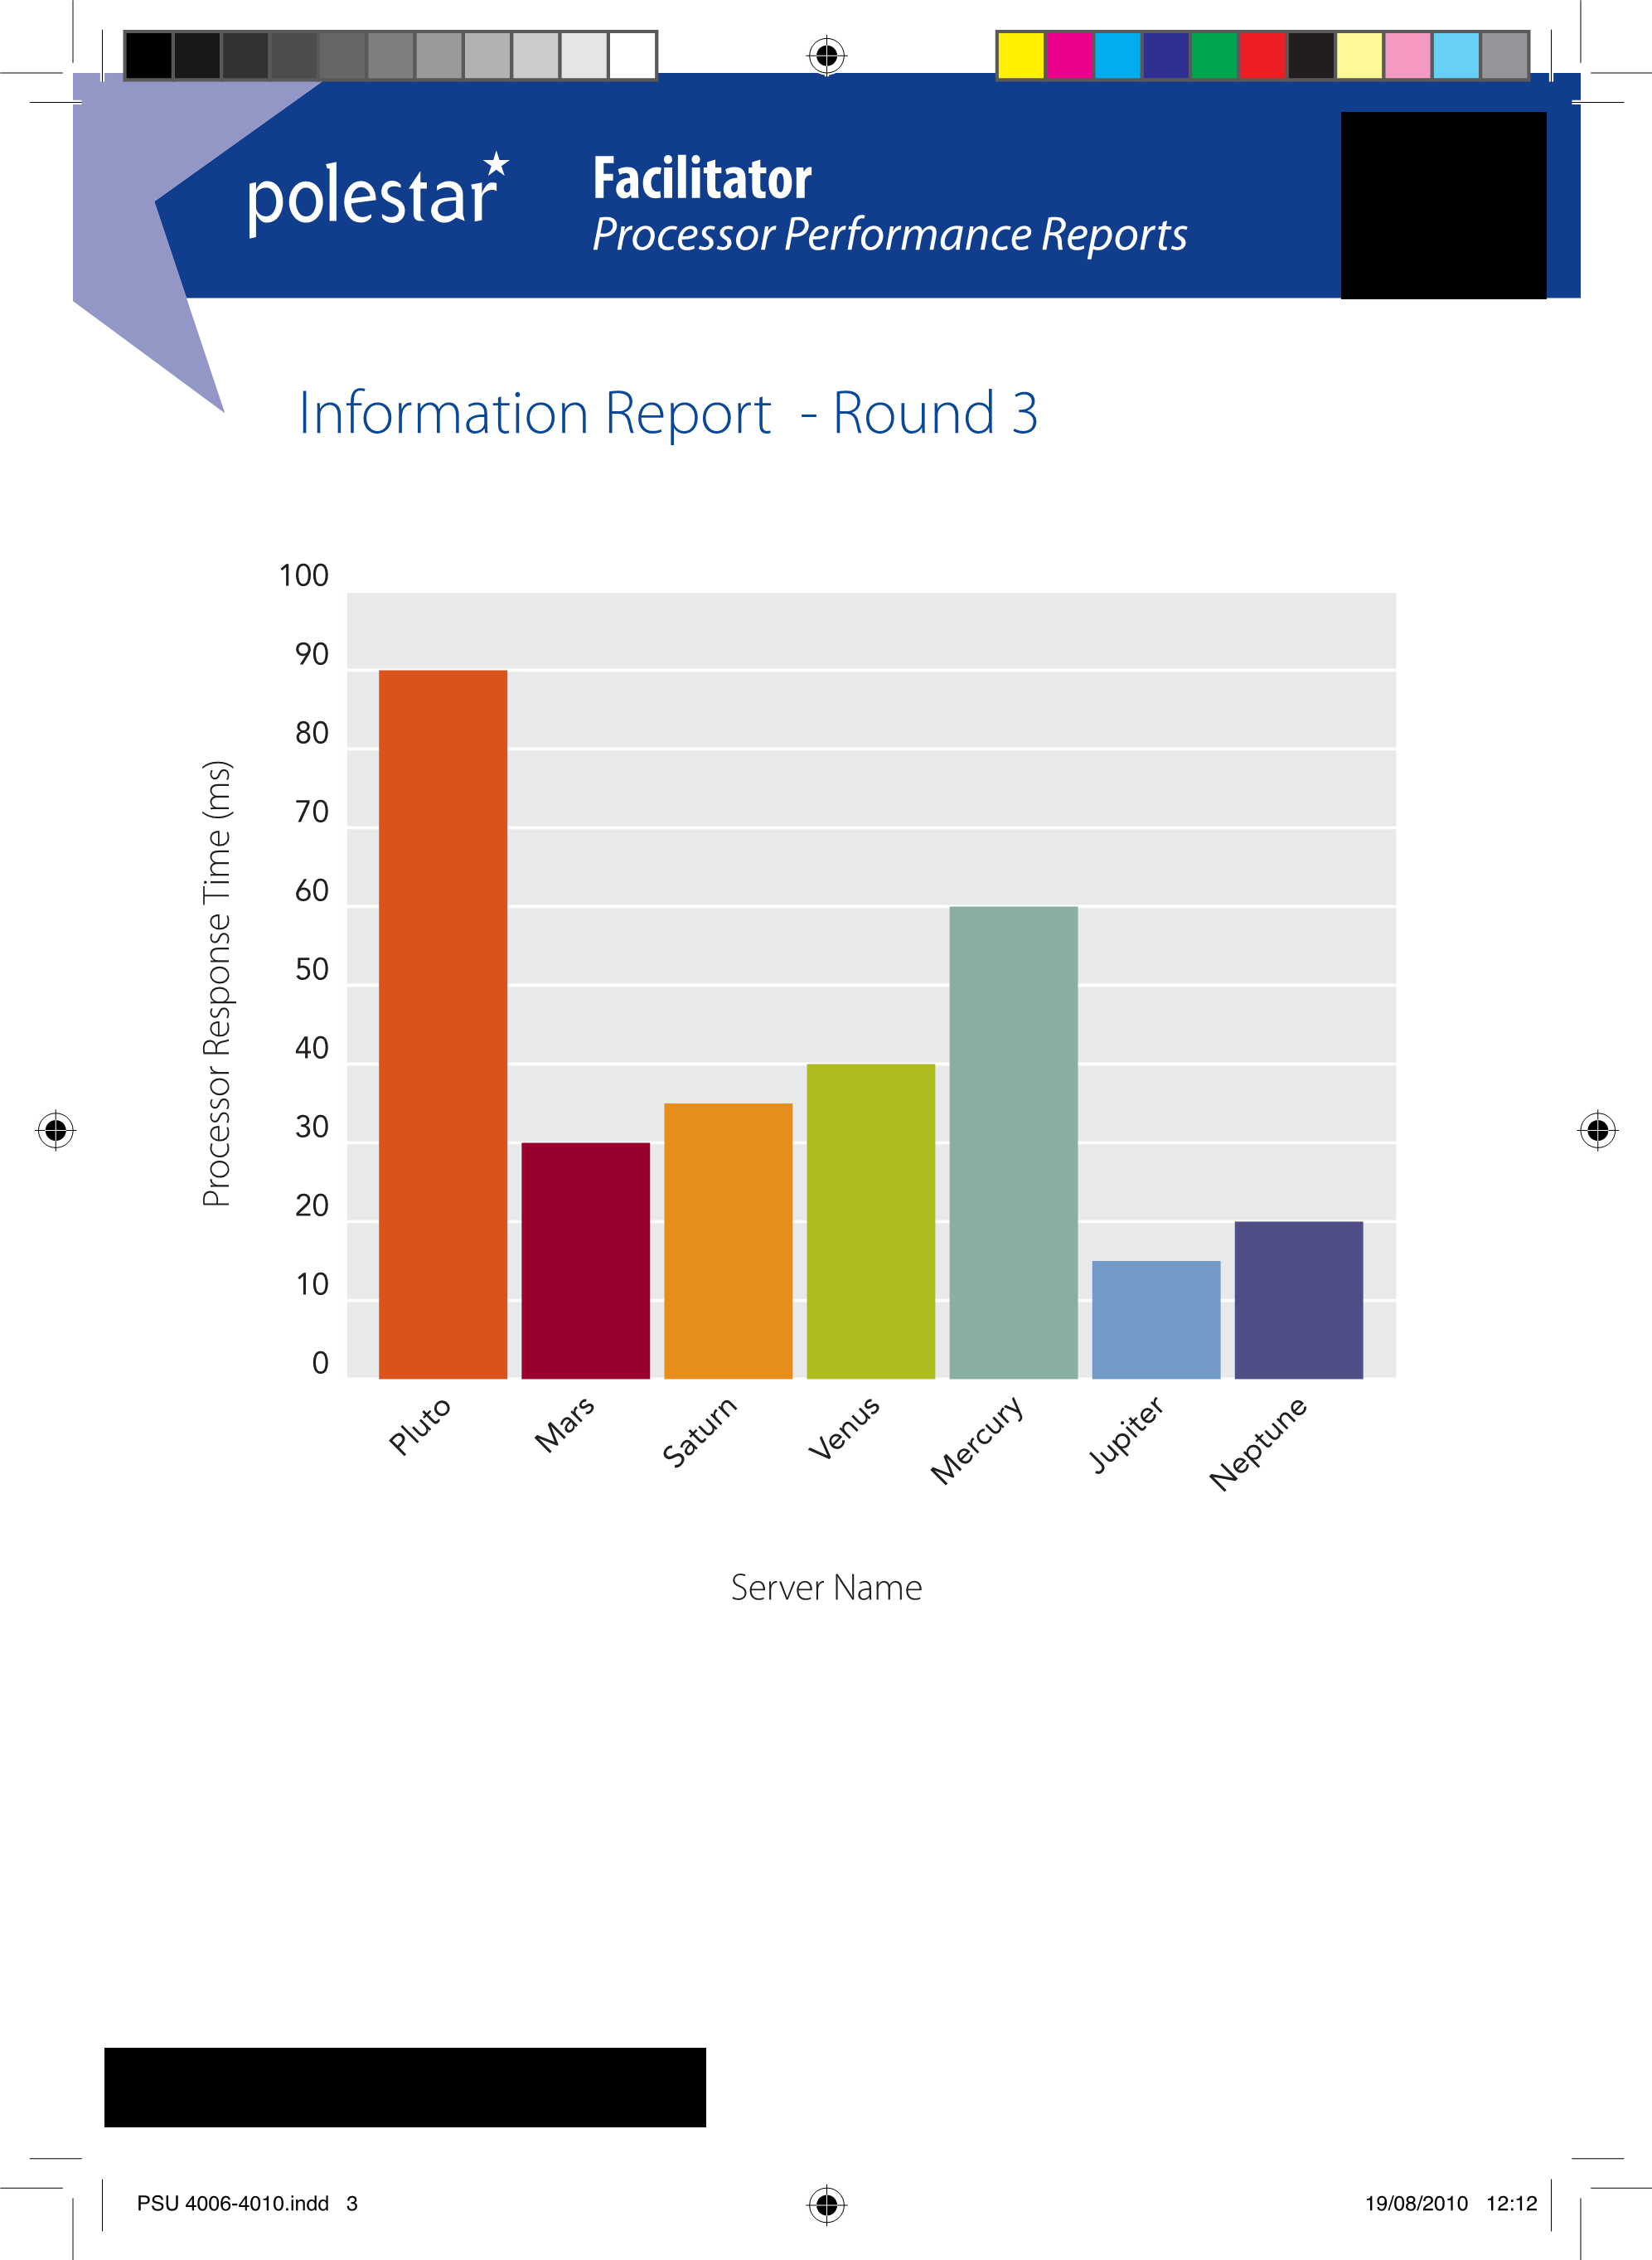 polestar
Facilitator
Processor Performance Reports
Information Report - Round 3
100
90
80
70
60
50
40
30
20
10
0
Processor Response Time (ms)
Pluto
Mars
Saturn
Venus
Mercury
Jupiter
Neptune
Server Name
PSU 4006-4010.indd 3
19/08/2010 12:12